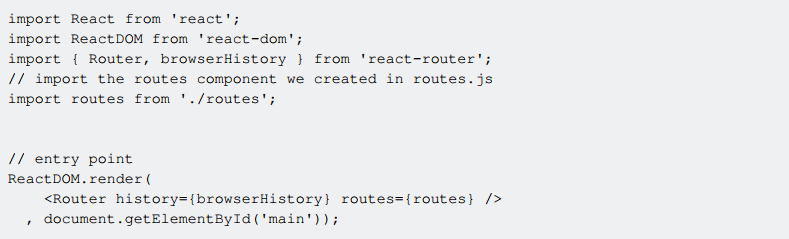 import React from 'react';
import ReactDOM from 'react-dom';
import { Router, browserHistory } from 'react-router';
// import the routes component we created in routes.js
import routes from './routes';
// entry point
ReactDOM.render(
<Router history={browserHistory} routes={routes} />
, document.getElementById('main'));